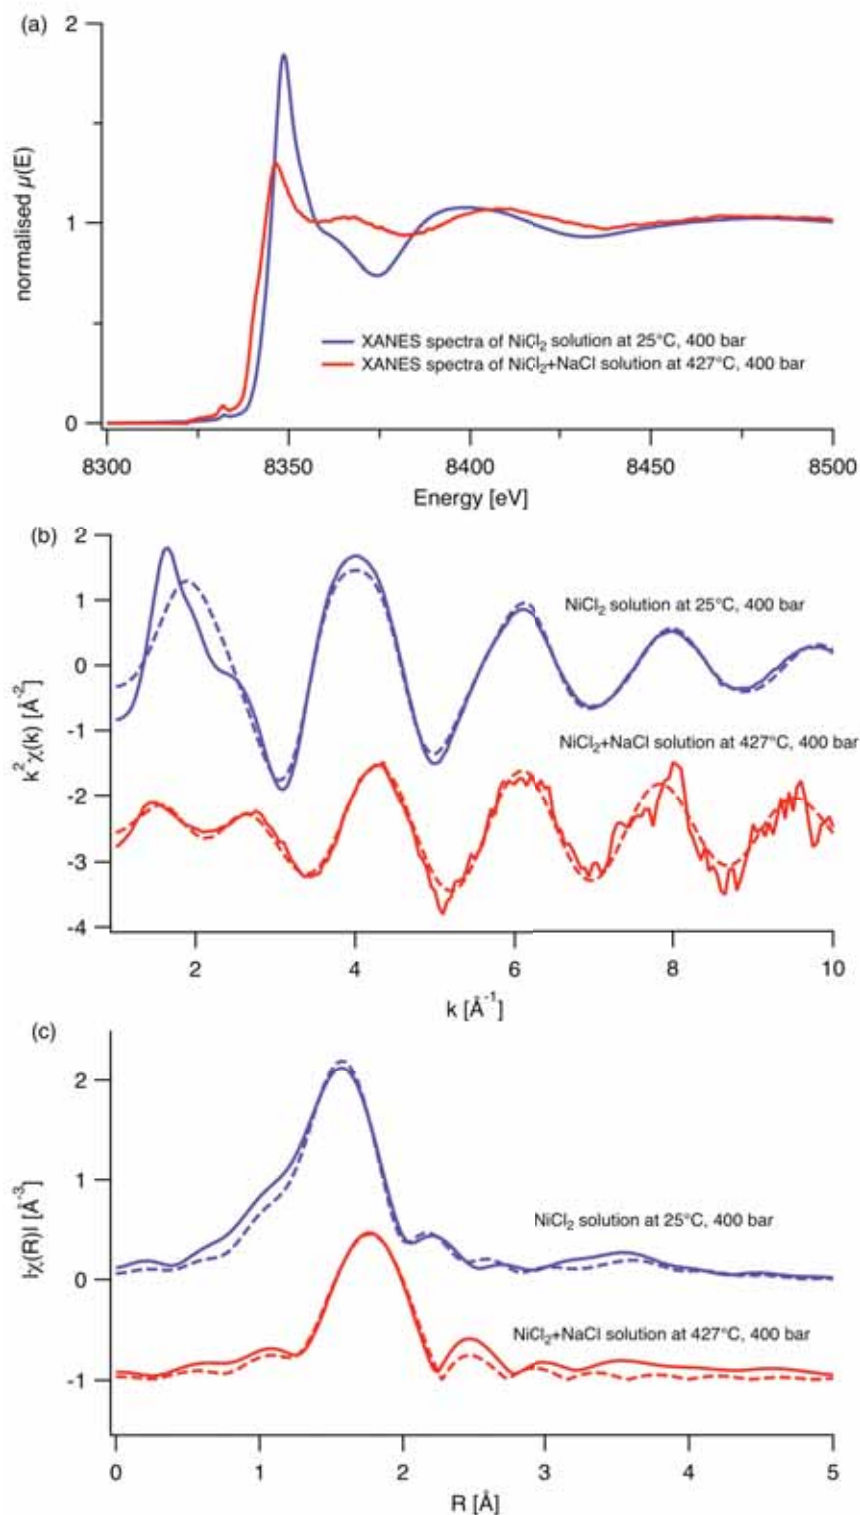 (a)
2
1
0
normalised μ(E)
XANES spectra of NiCl₂ solution at 25°C, 400 bar
XANES spectra of NiCl₂+NaCl solution at 427°C, 400 bar
8300 8350 8400 8450 8500
Energy [eV]
(b)
2
1
0
-1
-2
-3
-4
k² χ(k) [Å⁻²]
NiCl₂ solution at 25°C, 400 bar
NiCl₂+NaCl solution at 427°C, 400 bar
2 4 6 8 10
k [Å⁻¹]
(c)
2
1
0
-1
|χ(R)| [Å⁻³]
NiCl₂ solution at 25°C, 400 bar
NiCl₂+NaCl solution at 427°C, 400 bar
0 1 2 3 4 5
R [Å]